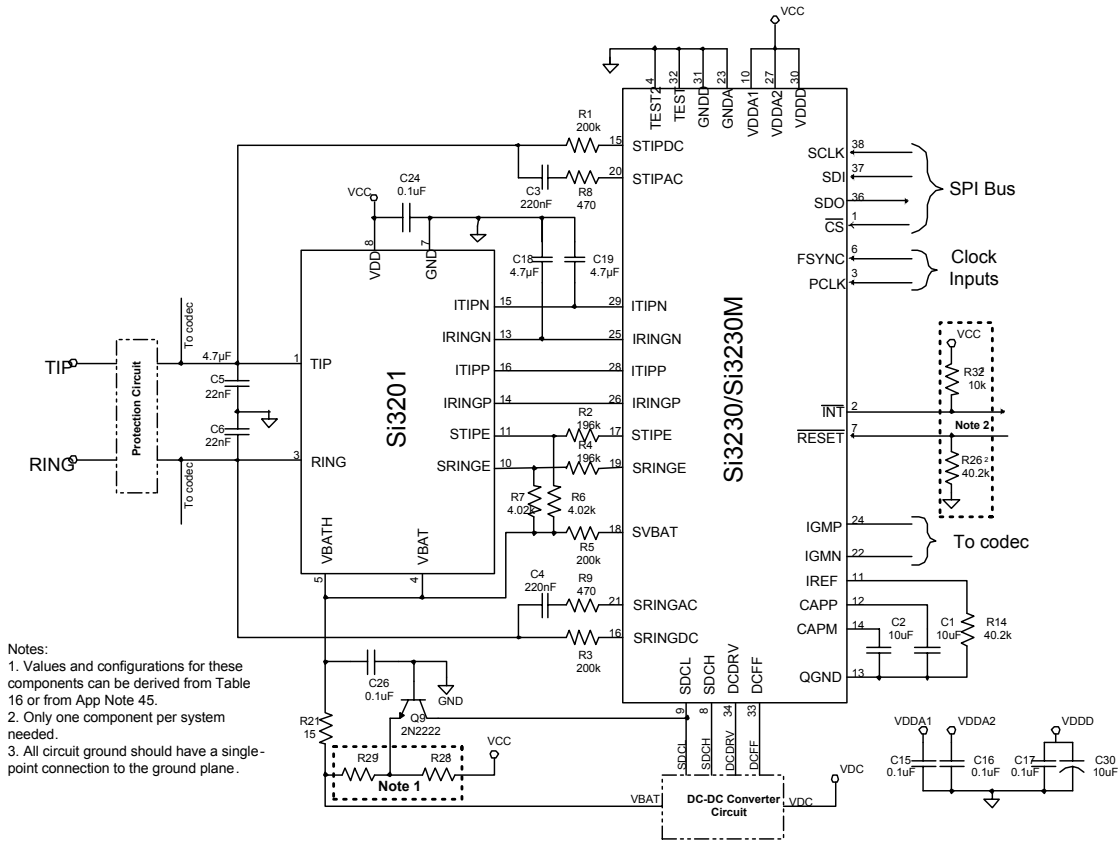 VCC
4
32
31
23
10
27
30
TEST2
TEST
GNDD
GNDA
VDDA1
VDDA2
VDDD
R1
200k
15
STIPDC
C3
220nF
R8
470
20
STIPAC
SCLK
38
SDI
37
SDO
36
CS
1
SPI Bus
FSYNC
6
PCLK
3
Clock
Inputs
VCC
C24
0.1uF
8
7
VDD
GND
C18
4.7µF
C19
4.7µF
ITIPN
15
29
ITIPN
IRINGN
13
25
IRINGN
ITIPP
16
28
ITIPP
IRINGP
14
26
IRINGP
STIPE
11
R2
196k
17
STIPE
SRINGE
10
R4
196k
19
SRINGE
R7
4.02k
R6
4.02k
18
SVBAT
R5
200k
Si3201
Si3230/Si3230M
To codec
4.7µF
TIP
Protection Circuit
1
TIP
C5
22nF
C6
22nF
RING
3
RING
To codec
VBATH
VBAT
5
4
VCC
R32²
10k
INT
2
Note 2
RESET
7
R26²
40.2k
IGMP
24
IGMN
22
To codec
IREF
11
CAPP
12
CAPM
14
C2
10uF
C1
10uF
R14
40.2k
QGND
13
C4
220nF
R9
470
21
SRINGAC
16
SRINGDC
R3
200k
C26
0.1uF
GND
Q9
2N2222
SDCL
SDCH
DCDRV
DCFF
9
8
34
33
SDCL
SDCH
DCDRV
DCFF
R21
15
R29¹
R28¹
Note 1
VCC
VBAT
DC-DC Converter
Circuit
VDC
VDC
VDDA1
VDDA2
VDDD
C15
0.1uF
C16
0.1uF
C17
0.1uF
C30
10uF
Notes:
1. Values and configurations for these
components can be derived from Table
16 or from App Note 45.
2. Only one component per system
needed.
3. All circuit ground should have a single-
point connection to the ground plane.